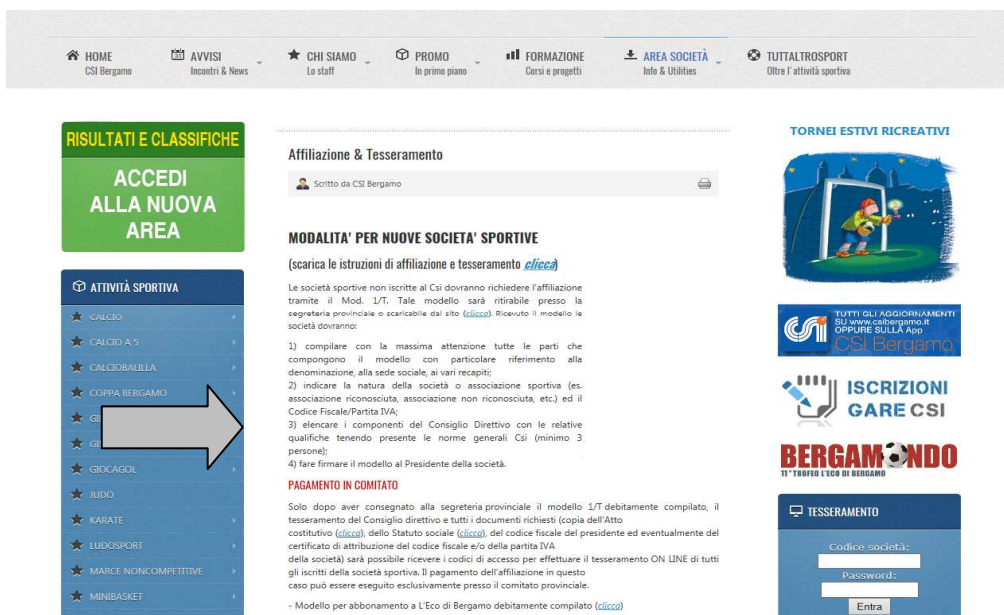 HOME
CSI Bergamo
31
AVVISI
Incontri & News
CHI SIAMO
Lo staff
PROMO
In primo piano
FORMAZIONE
Corsi e progetti
AREA SOCIETÀ
Info & Utilities
TUTTALTROSPORT
Oltre l'attività sportiva
RISULTATI E CLASSIFICHE
ACCEDI
ALLA NUOVA
AREA
ATTIVITÀ SPORTIVA
CALCIO
CALCIO A 5
CALCIOBALILLA
COPPA BERGAMO
GIOCAGOL
JUDO
KARATE
LUDOSPORT
MARCE NONCOMPETITIVE
MINIBASKET
Affiliazione & Tesseramento
Scritto da CSI Bergamo
MODALITA' PER NUOVE SOCIETA' SPORTIVE
(scarica le istruzioni di affiliazione e tesseramento clicca)
Le società sportive non iscritte al Csi dovranno richiedere l'affiliazione
tramite il Mod. 1/T. Tale modello sarà ritirabile presso la
segreteria provinciale o scaricabile dal sito (clicca). Ricevuto il modello le
società dovranno:
1) compilare con la massima attenzione tutte le parti che
compongono il modello con particolare riferimento alla
denominazione, alla sede sociale, ai vari recapiti;
2) indicare la natura della società o associazione sportiva (es.
associazione riconosciuta, associazione non riconosciuta, etc.) ed il
Codice Fiscale/Partita IVA;
3) elencare i componenti del Consiglio Direttivo con le relative
qualifiche tenendo presente le norme generali Csi (minimo 3
persone);
4) fare firmare il modello al Presidente della società.
PAGAMENTO IN COMITATO
Solo dopo aver consegnato alla segreteria provinciale il modello 1/T debitamente compilato, il
tesseramento del Consiglio direttivo e tutti i documenti richiesti (copia dell'Atto
costitutivo (clicca), dello Statuto sociale (clicca), del codice fiscale del presidente ed eventualmente del
certificato di attribuzione del codice fiscale e/o della partita IVA
della società) sarà possibile ricevere i codici di accesso per effettuare il tesseramento ON LINE di tutti
gli iscritti della società sportiva. Il pagamento dell'affiliazione in questo
caso può essere eseguito esclusivamente presso il comitato provinciale.
- Modello per abbonamento a L'Eco di Bergamo debitamente compilato (clicca)
TORNEI ESTIVI RICREATIVI
csi
TUTTI GLI AGGIORNAMENTI
SU www.csibergamo.it
OPPURE SULLA App
CSI Bergamo
ISCRIZIONI
GARE CSI
BERGAMONDO
11°TROFEO L'ECO DI BERGAMO
TESSERAMENTO
Codice società:
Password:
Entra